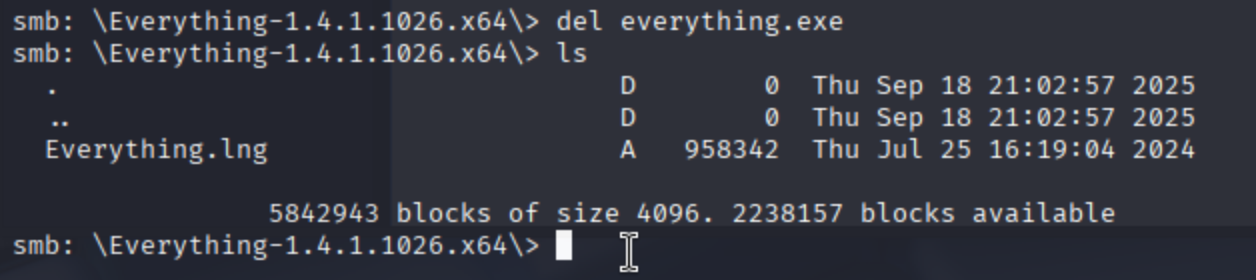 smb: \Everything-1.4.1.1026.x64\> del everything.exe
smb: \Everything-1.4.1.1026.x64\> ls
. D 0 Thu Sep 18 21:02:57 2025
.. D 0 Thu Sep 18 21:02:57 2025
Everything.lng A 958342 Thu Jul 25 16:19:04 2024
5842943 blocks of size 4096. 2238157 blocks available
smb: \Everything-1.4.1.1026.x64\>